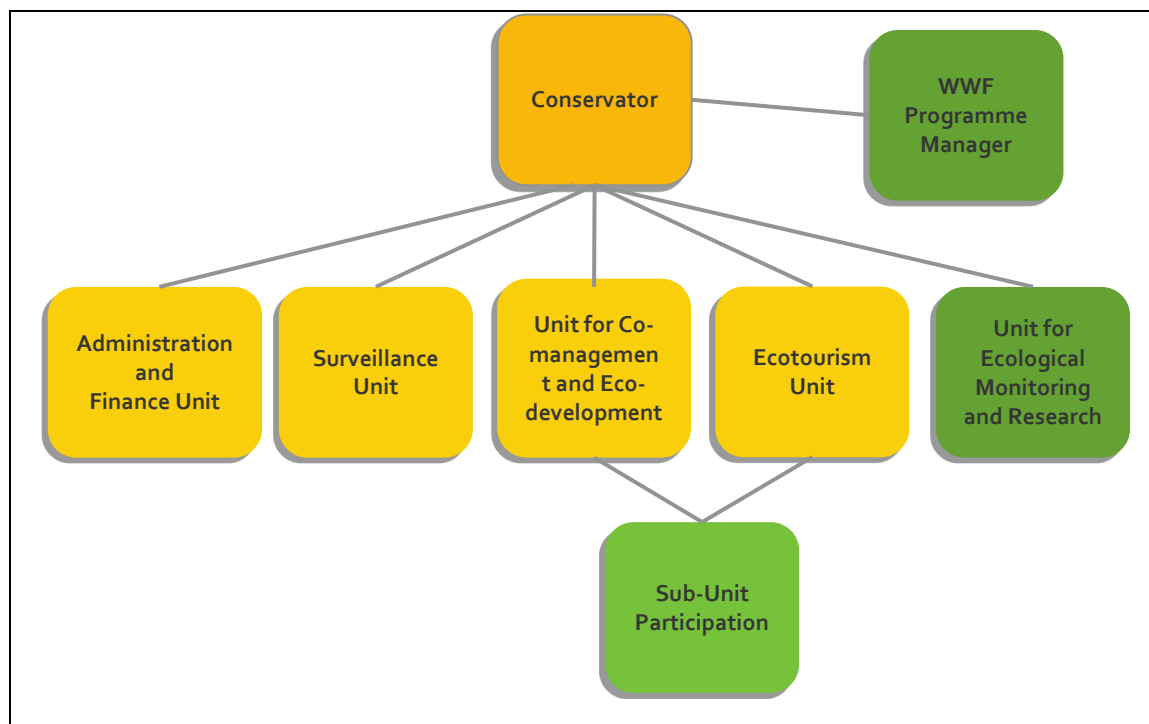 Conservator
WWF
Programme
Manager
Administration
and
Finance Unit
Surveillance
Unit
Unit for Co-
managemen
t and Eco-
development
Ecotourism
Unit
Unit for
Ecological
Monitoring
and Research
Sub-Unit
Participation